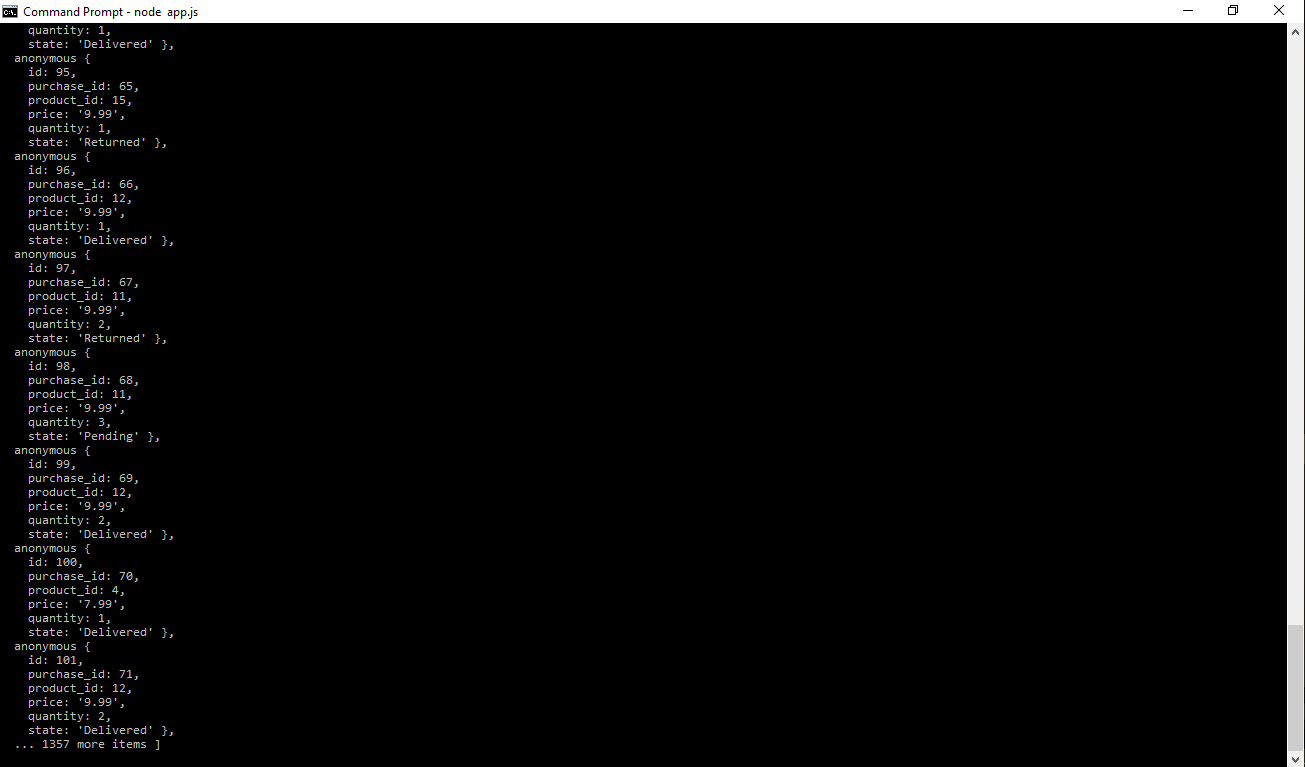 Command Prompt - node  app.js
quantity: 1,
state: 'Delivered' },
anonymous {
id: 95,
purchase_id: 65,
product_id: 15,
price: '9.99',
quantity: 1,
state: 'Returned' },
anonymous {
id: 96,
purchase_id: 66,
product_id: 12,
price: '9.99',
quantity: 1,
state: 'Delivered' },
anonymous {
id: 97,
purchase_id: 67,
product_id: 11,
price: '9.99',
quantity: 2,
state: 'Returned' },
anonymous {
id: 98,
purchase_id: 68,
product_id: 11,
price: '9.99',
quantity: 3,
state: 'Pending' },
anonymous {
id: 99,
purchase_id: 69,
product_id: 12,
price: '9.99',
quantity: 2,
state: 'Delivered' },
anonymous {
id: 100,
purchase_id: 70,
product_id: 4,
price: '7.99',
quantity: 1,
state: 'Delivered' },
anonymous {
id: 101,
purchase_id: 71,
product_id: 12,
price: '9.99',
quantity: 2,
state: 'Delivered' },
... 1357 more items ]